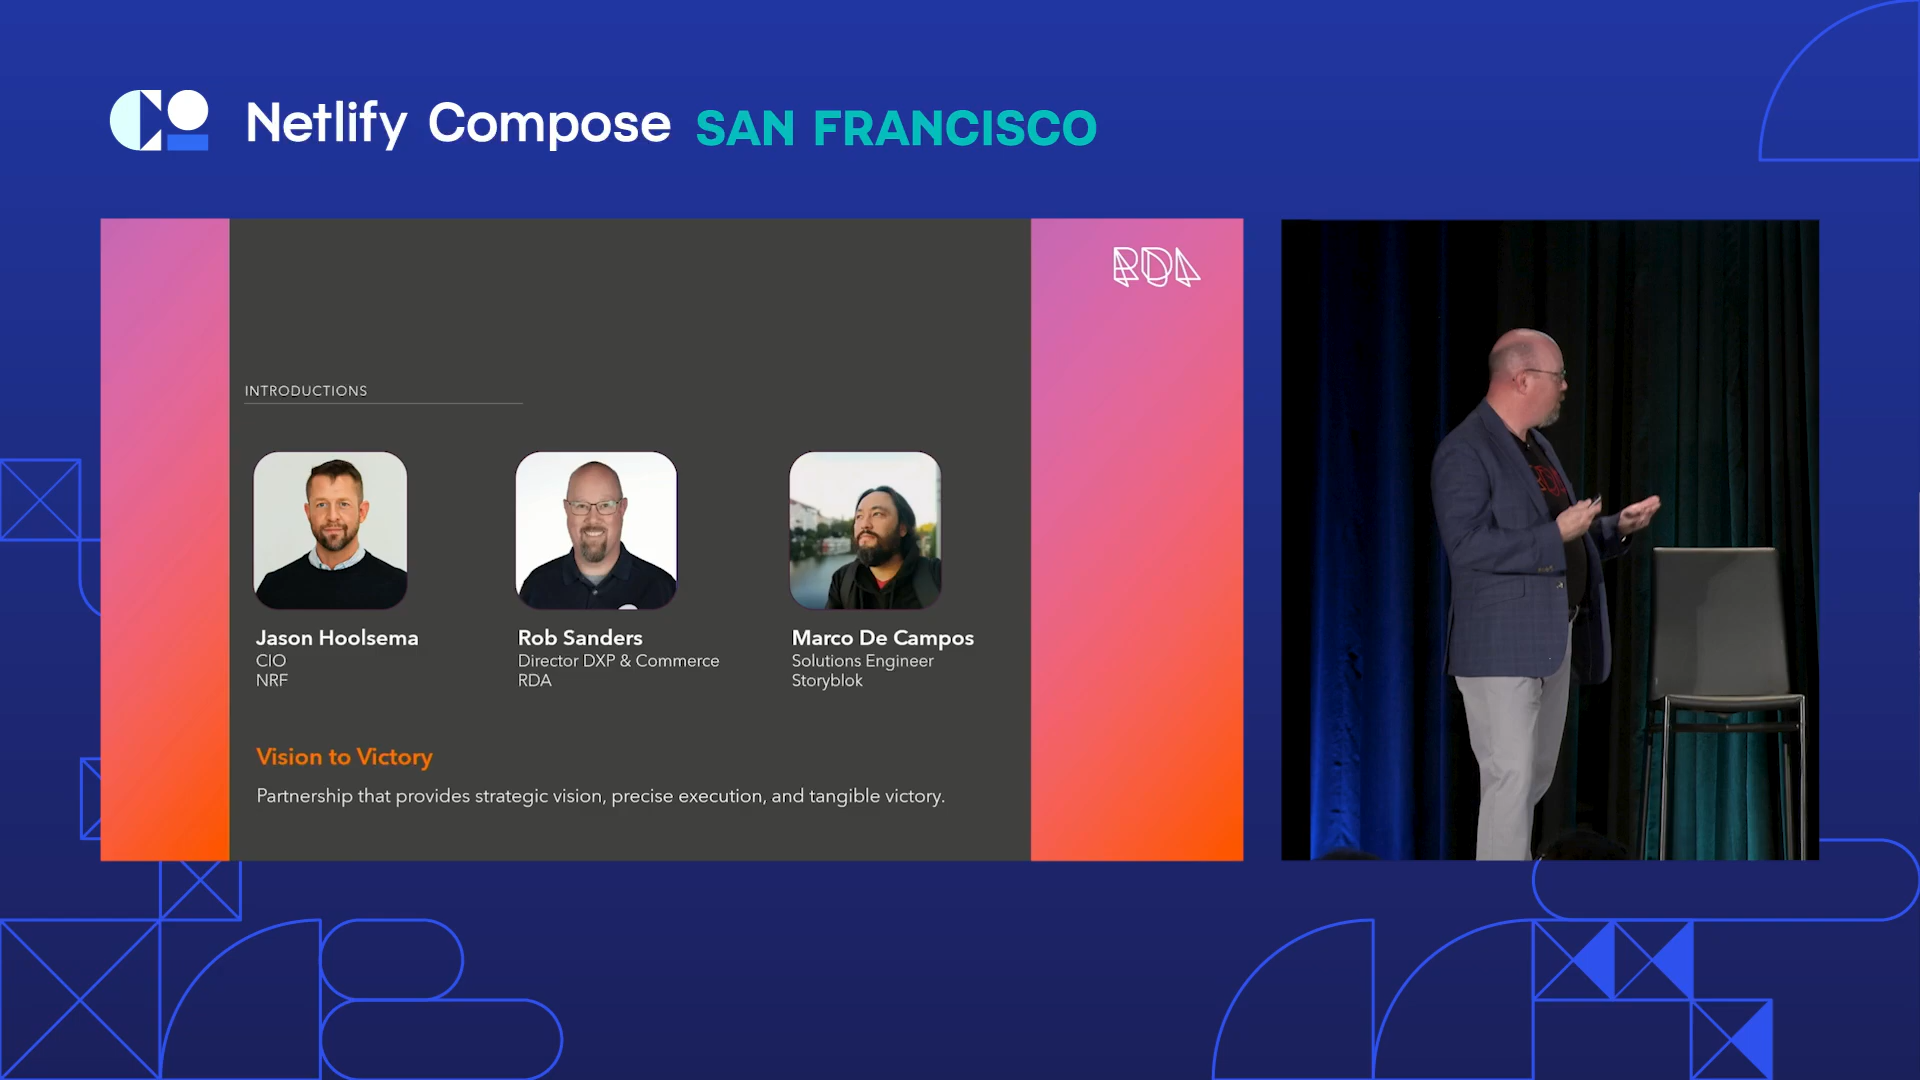 Netlify Compose SAN FRANCISCO
RDA
INTRODUCTIONS
Jason Hoolsema
CIO
NRF
Rob Sanders
Director DXP & Commerce
RDA
Marco De Campos
Solutions Engineer
Storyblok
Vision to Victory
Partnership that provides strategic vision, precise execution, and tangible victory.